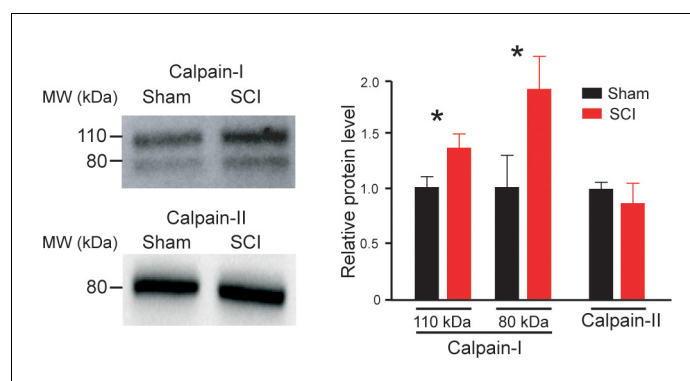 Calpain-I
MW (kDa) Sham SCI
110
80
Calpain-II
MW (kDa) Sham SCI
80
Relative protein level
2.0
1.5
1.0
0.5
0
*
*
Sham
SCI
110 kDa 80 kDa
Calpain-I
Calpain-II